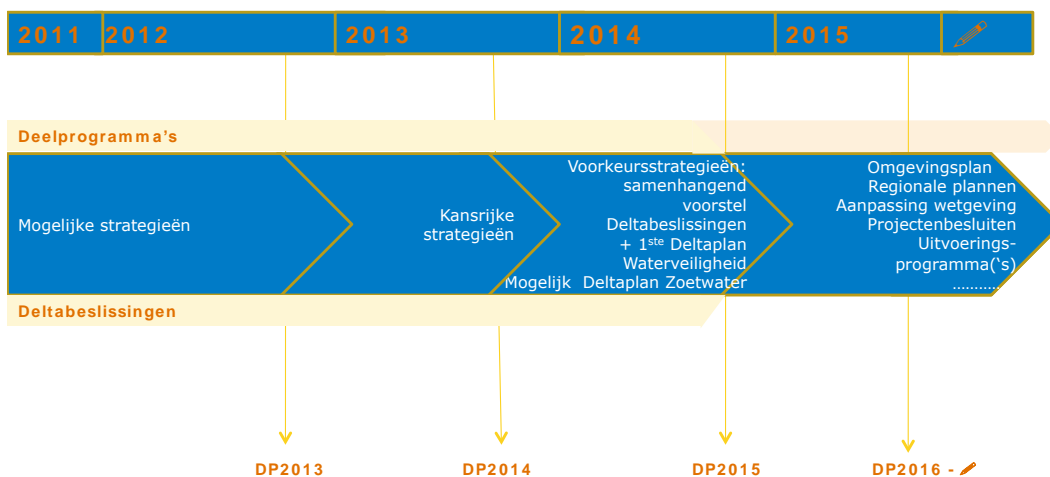 2011 2012 2013 2014 2015
Deelprogramma's
Mogelijke strategieën
Kansrijke
strategieën
Voorkeursstrategieën:
samenhangend
voorstel
Deltabeslissingen
+ 1ste Deltaplan
Waterveiligheid
Mogelijk Deltaplan Zoetwater
Omgevingsplan
Regionale plannen
Aanpassing wetgeving
Projectenbesluiten
Uitvoerings-
programma('s)
...........
Deltabeslissingen
DP2013 DP2014 DP2015 DP2016 -